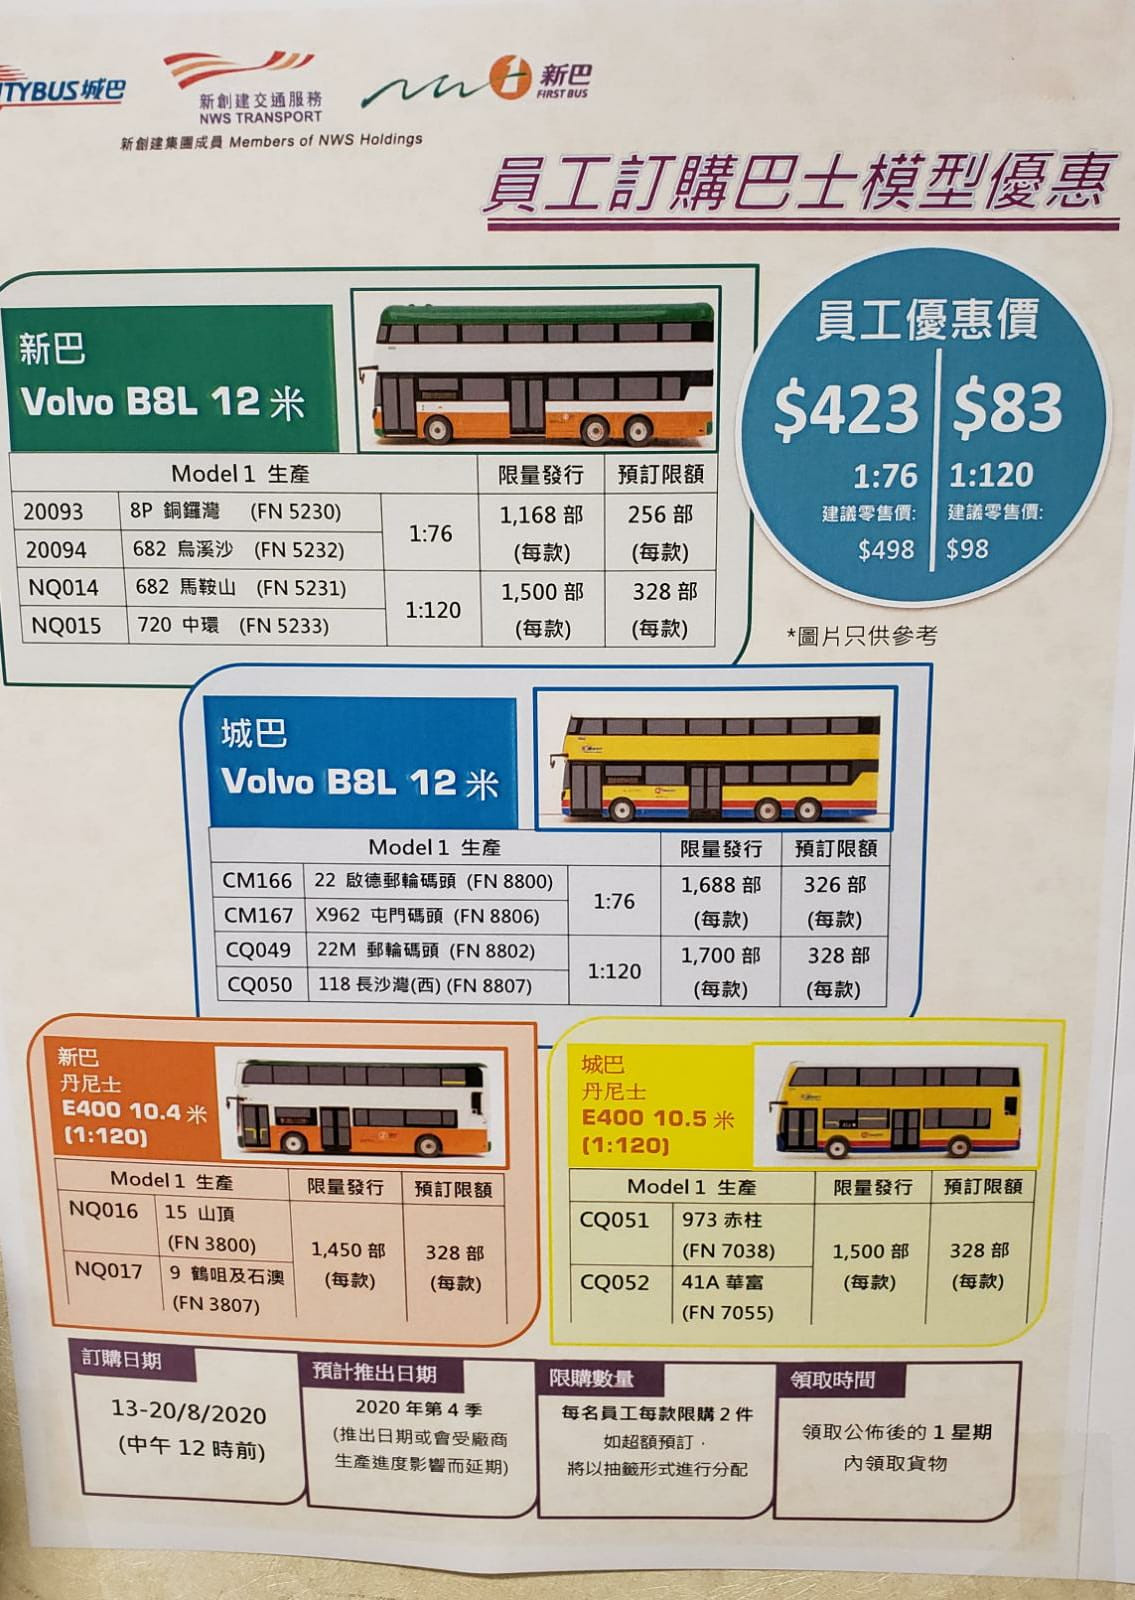 ITYBUS 城巴
新創建交通服務
NWS TRANSPORT
新巴
FIRST BUS
新創建集團成員 Members of NWS Holdings
員工訂購巴士模型優惠
新巴
Volvo B8L 12 米
員工優惠價
$423 $83
1:76 1:120
建議零售價: 建議零售價:
$498 $98
*圖片只供參考
Model 1 生產 限量發行 預訂限額
20093 8P 銅鑼灣 (FN 5230) 1:76 1,168 部 (每款) 256 部 (每款)
20094 682 烏溪沙 (FN 5232)
NQ014 682 馬鞍山 (FN 5231) 1:120 1,500 部 (每款) 328 部 (每款)
NQ015 720 中環 (FN 5233)
城巴
Volvo B8L 12 米
Model 1 生產 限量發行 預訂限額
CM166 22 啟德郵輪碼頭 (FN 8800) 1:76 1,688 部 (每款) 326 部 (每款)
CM167 X962 屯門碼頭 (FN 8806)
CQ049 22M 郵輪碼頭 (FN 8802) 1:120 1,700 部 (每款) 328 部 (每款)
CQ050 118 長沙灣(西) (FN 8807)
新巴
丹尼士
E400 10.4 米
(1:120)
Model 1 生產 限量發行 預訂限額
NQ016 15 山頂
(FN 3800)
1,450 部 328 部
NQ017 9 鶴咀及石澳 (每款) (每款)
(FN 3807)
城巴
丹尼士
E400 10.5 米
(1:120)
Model 1 生產 限量發行 預訂限額
CQ051 973 赤柱
(FN 7038) 1,500 部 328 部
CQ052 41A 華富 (每款) (每款)
(FN 7055)
訂購日期
13-20/8/2020
(中午 12 時前)
預計推出日期
2020 年第 4 季
(推出日期或會受廠商
生產進度影響而延期)
限購數量
每名員工每款限購 2 件
如超額預訂，
將以抽籤形式進行分配
領取時間
領取公佈後的 1 星期
內領取貨物